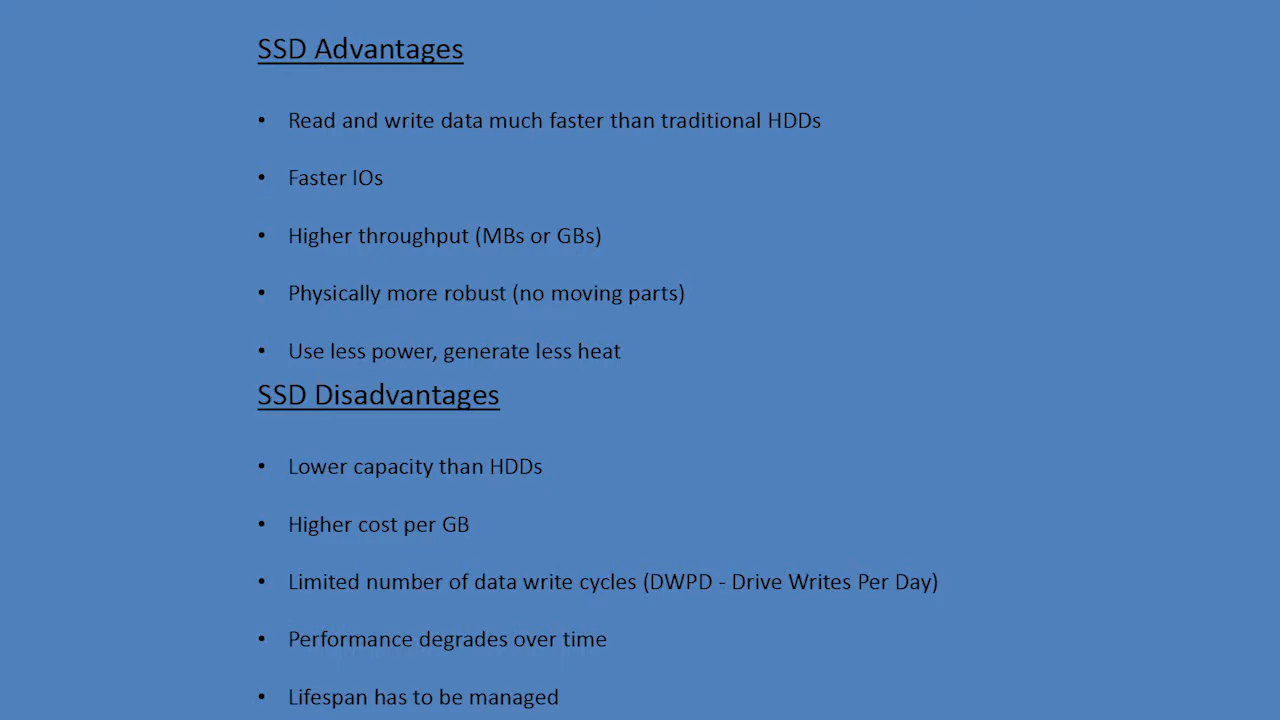 SSD Advantages
• Read and write data much faster than traditional HDDs
• Faster IOs
• Higher throughput (MBs or GBs)
• Physically more robust (no moving parts)
• Use less power, generate less heat
SSD Disadvantages
• Lower capacity than HDDs
• Higher cost per GB
• Limited number of data write cycles (DWPD - Drive Writes Per Day)
• Performance degrades over time
• Lifespan has to be managed